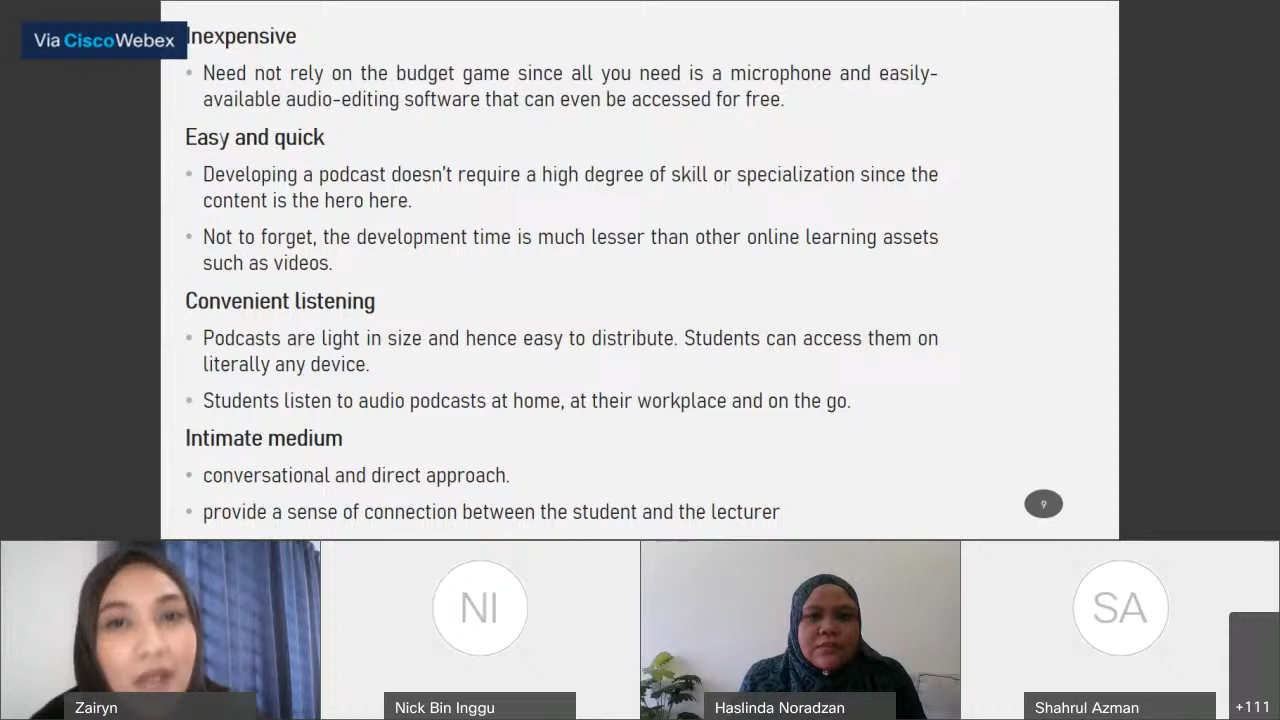 Via Cisco Webex
Inexpensive
Need not rely on the budget game since all you need is a microphone and easily-
available audio-editing software that can even be accessed for free.
Easy and quick
Developing a podcast doesn't require a high degree of skill or specialization since the
content is the hero here.
Not to forget, the development time is much lesser than other online learning assets
such as videos.
Convenient listening
Podcasts are light in size and hence easy to distribute. Students can access them on
literally any device.
Students listen to audio podcasts at home, at their workplace and on the go.
Intimate medium
conversational and direct approach.
provide a sense of connection between the student and the lecturer
9
NI
SA
Zairyn
Nick Bin Inggu
Haslinda Noradzan
Shahrul Azman
+111